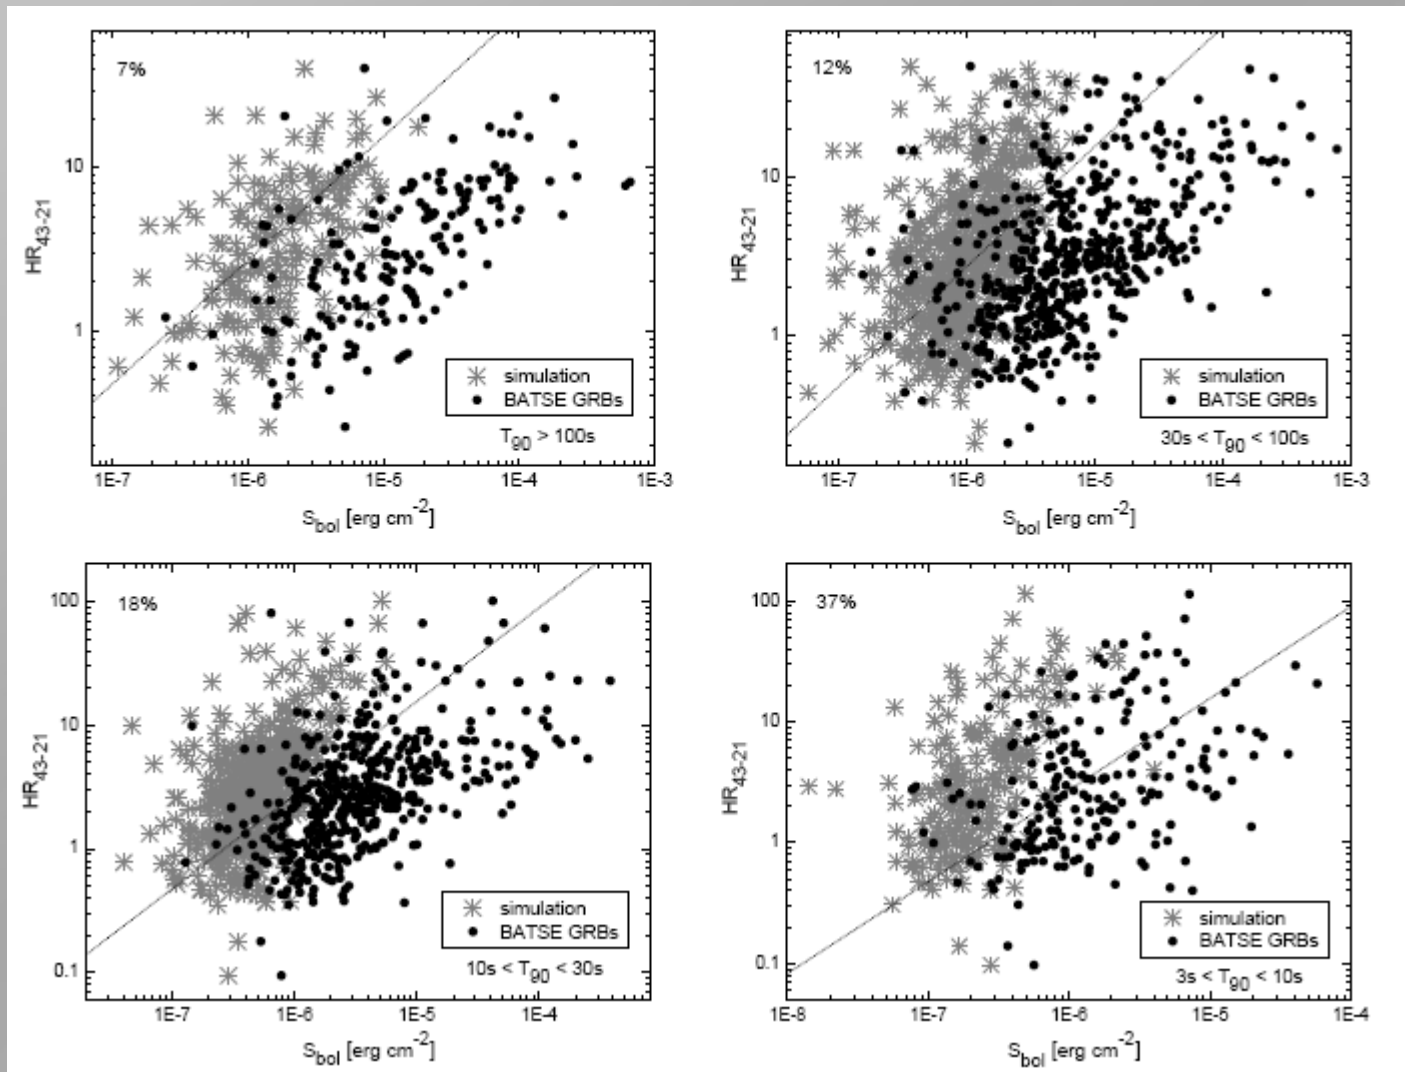 7%
HR43-21
10
1
simulation
BATSE GRBs
T90 > 100s
1E-7 1E-6 1E-5 1E-4 1E-3
Sbol [erg cm-2]
12%
HR43-21
10
1
simulation
BATSE GRBs
30s < T90 < 100s
1E-7 1E-6 1E-5 1E-4 1E-3
Sbol [erg cm-2]
18%
HR43-21
100
10
1
0.1
simulation
BATSE GRBs
10s < T90 < 30s
1E-7 1E-6 1E-5 1E-4
Sbol [erg cm-2]
37%
HR43-21
100
10
1
0.1
simulation
BATSE GRBs
3s < T90 < 10s
1E-8 1E-7 1E-6 1E-5 1E-4
Sbol [erg cm-2]